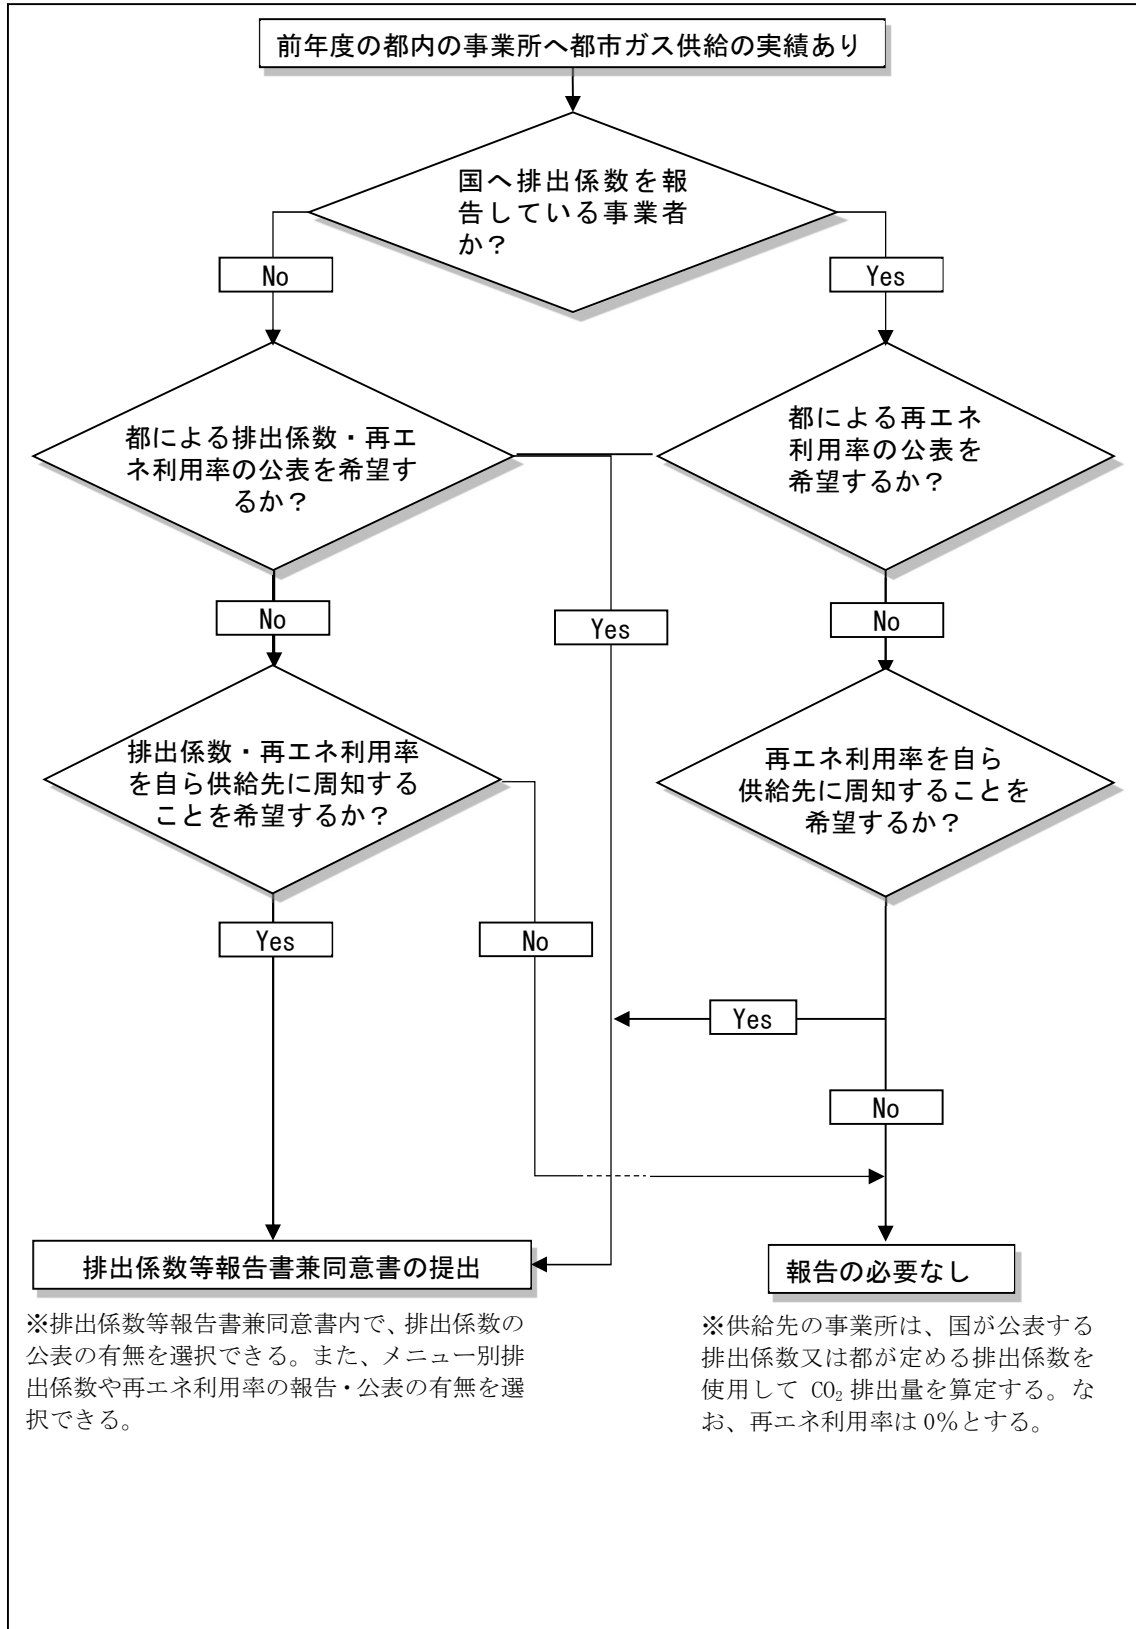 前年度の都内の事業所へ都市ガス供給の実績あり
国へ排出係数を報
告している事業者
か？
No
Yes
都による排出係数・再エ
ネ利用率の公表を希望す
るか？
都による再エネ
利用率の公表を
希望するか？
No
Yes
No
排出係数・再エネ利用率
を自ら供給先に周知する
ことを希望するか？
再エネ利用率を自ら
供給先に周知することを
希望するか？
Yes
No
Yes
No
排出係数等報告書兼同意書の提出
報告の必要なし
※排出係数等報告書兼同意書内で、排出係数の
公表の有無を選択できる。また、メニュー別排
出係数や再エネ利用率の報告・公表の有無を選
択できる。
※供給先の事業所は、国が公表する
排出係数又は都が定める排出係数を
使用して CO₂ 排出量を算定する。な
お、再エネ利用率は 0％とする。